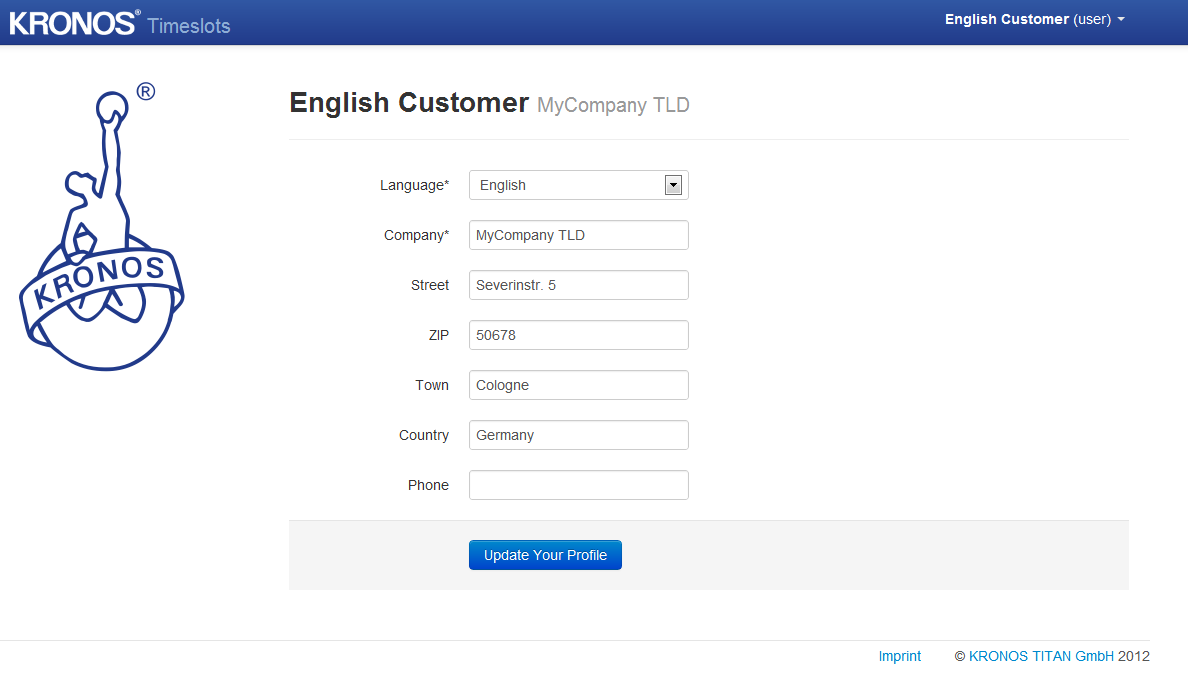 KRONOS® Timeslots
English Customer (user)
®
KRONOS
English Customer MyCompany TLD
Language* English
Company* MyCompany TLD
Street Severinstr. 5
ZIP 50678
Town Cologne
Country Germany
Phone
Update Your Profile
Imprint © KRONOS TITAN GmbH 2012